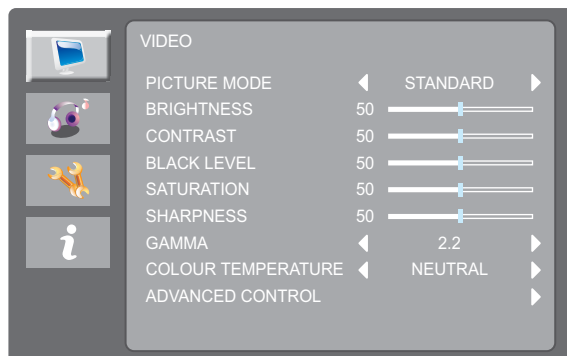 VIDEO
PICTURE MODE STANDARD
BRIGHTNESS 50
CONTRAST 50
BLACK LEVEL 50
SATURATION 50
SHARPNESS 50
GAMMA 2.2
COLOUR TEMPERATURE NEUTRAL
ADVANCED CONTROL
i